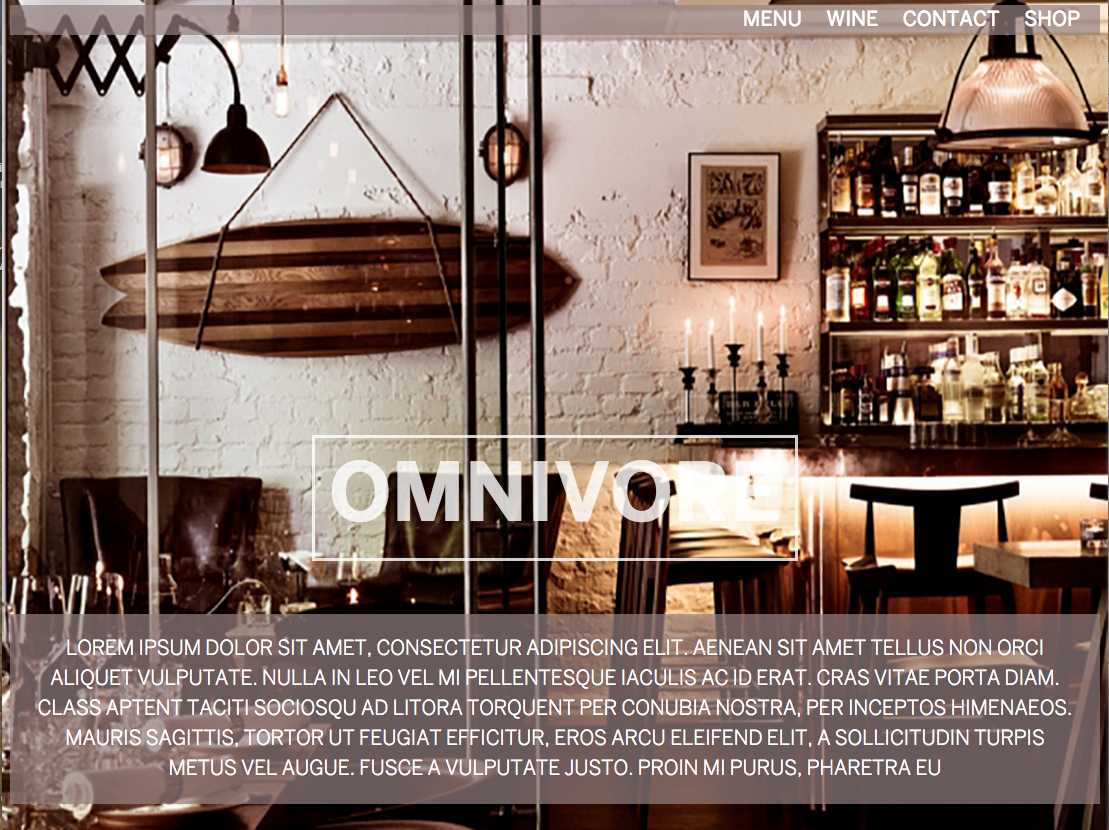 MENU WINE CONTACT SHOP
OMNIVORE
LOREM IPSUM DOLOR SIT AMET, CONSECTETUR ADIPISCING ELIT. AENEAN SIT AMET TELLUS NON ORCI
ALIQUET VULPUTATE. NULLA IN LEO VEL MI PELLENTESQUE IACULIS AC ID ERAT. CRAS VITAE PORTA DIAM.
CLASS APTENT TACITI SOCIOSQU AD LITORA TORQUENT PER CONUBIA NOSTRA, PER INCEPTOS HIMENAEOS.
MAURIS SAGITTIS, TORTOR UT FEUGIAT EFFICITUR, EROS ARCU ELEIFEND ELIT, A SOLLICITUDIN TURPIS
METUS VEL AUGUE. FUSCE A VULPUTATE JUSTO. PROIN MI PURUS, PHARETRA EU